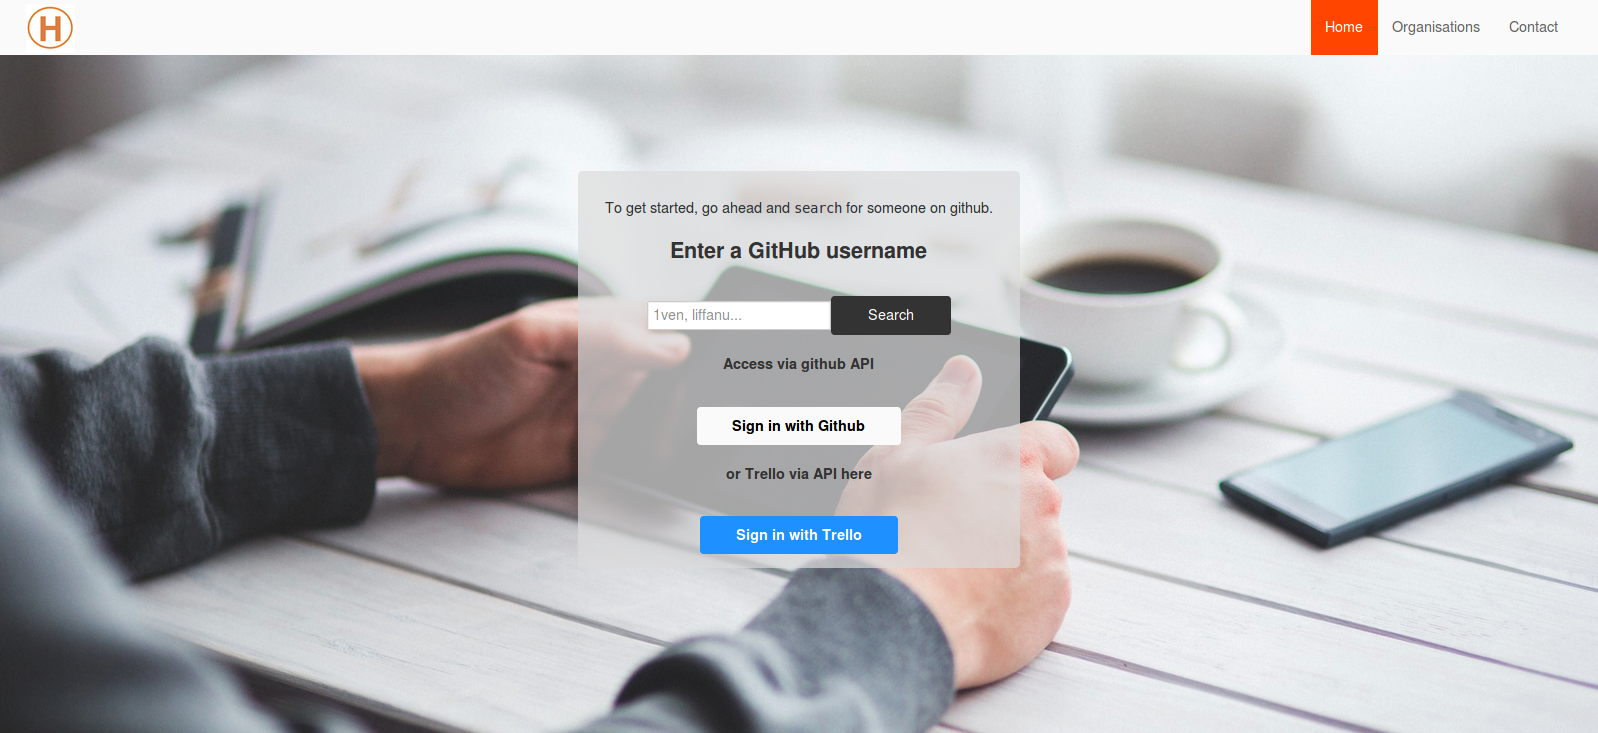 H
Home Organisations Contact
To get started, go ahead and search for someone on github.
Enter a GitHub username
1ven, liffanu... Search
Access via github API
Sign in with Github
or Trello via API here
Sign in with Trello